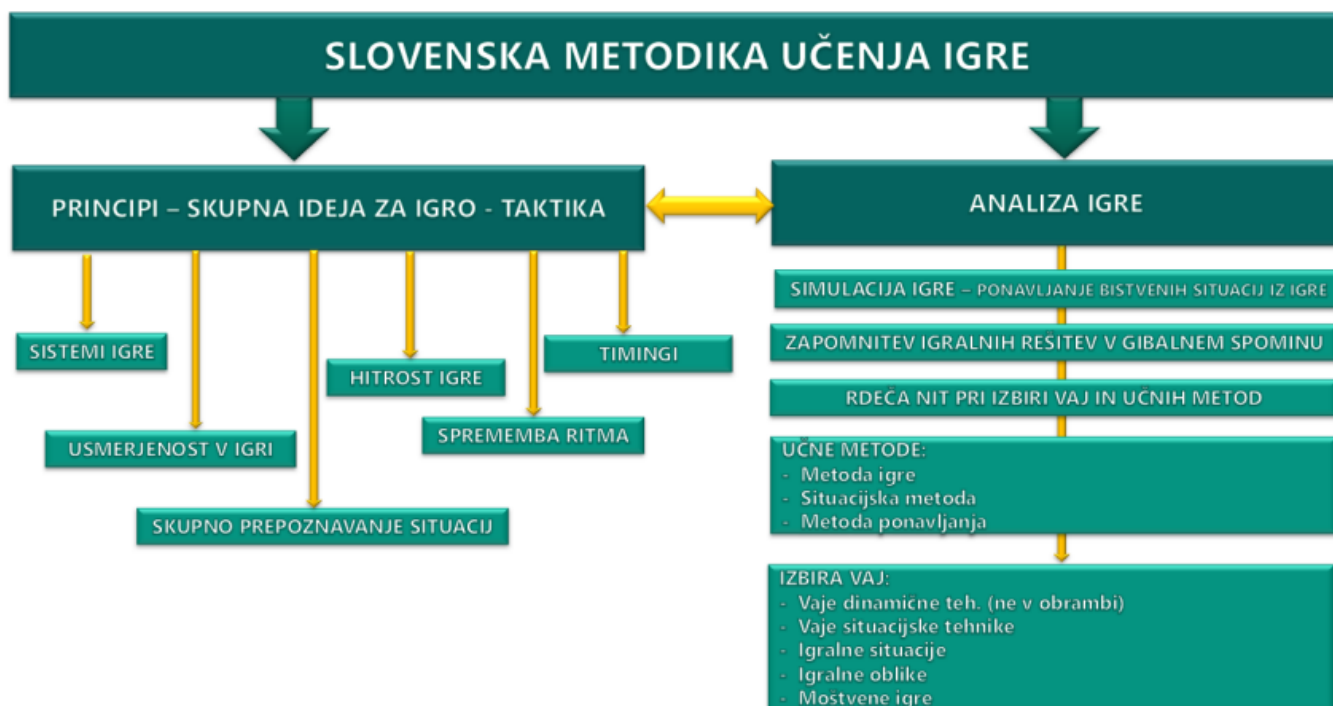 SLOVENSKA METODIKA UČENJA IGRE
PRINCIPI – SKUPNA IDEJA ZA IGRO - TAKTIKA
SISTEMI IGRE
USMERJENOST V IGRI
SKUPNO PREPOZNAVANJE SITUACIJ
HITROST IGRE
SPREMEMBA RITMA
TIMINGI
ANALIZA IGRE
SIMULACIJA IGRE – PONAVLJANJE BISTVENIH SITUACIJ IZ IGRE
ZAPOMNITEV IGRALNIH REŠITEV V GIBALNEM SPOMINU
RDEČA NIT PRI IZBIRI VAJ IN UČNIH METOD
UČNE METODE:
- Metoda igre
- Situacijska metoda
- Metoda ponavljanja
IZBIRA VAJ:
- Vaje dinamične teh. (ne v obrambi)
- Vaje situacijske tehnike
- Igralne situacije
- Igralne oblike
- Moštvene igre